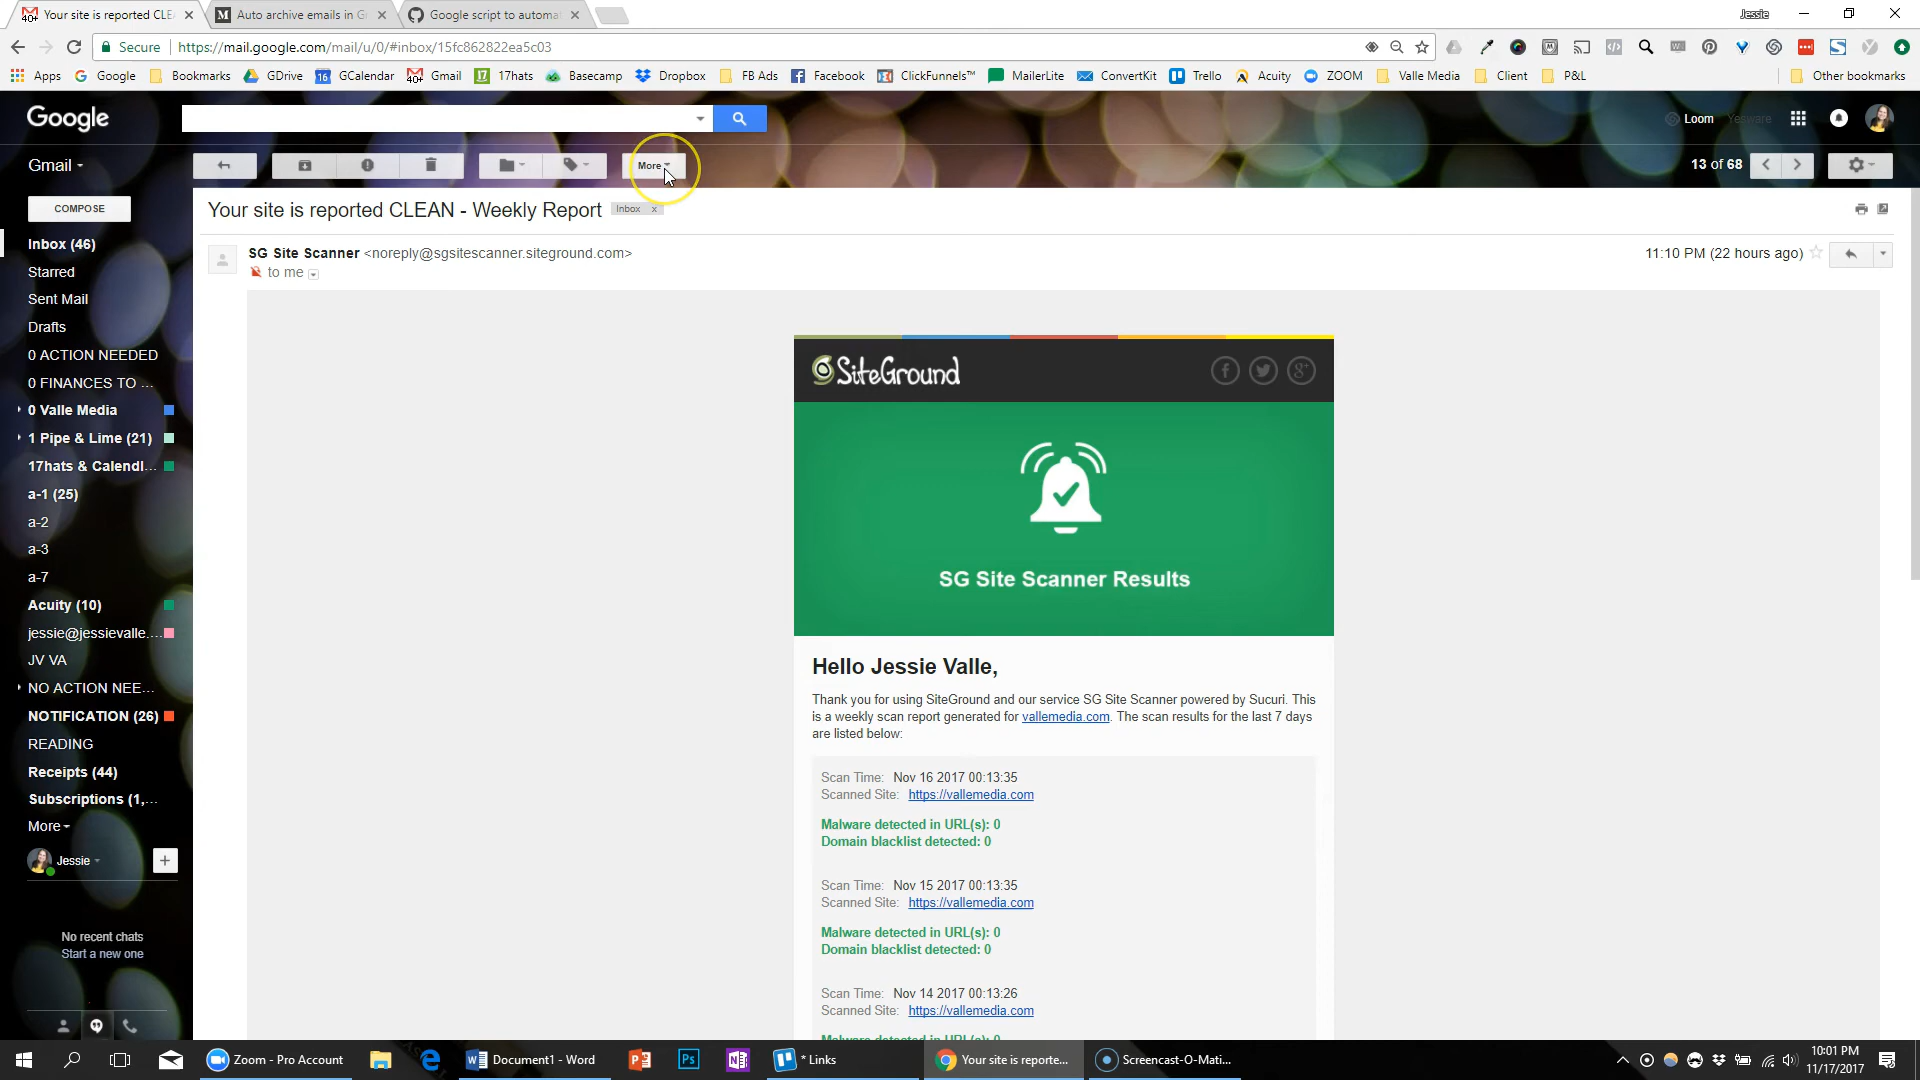 Your site is reported CLE
Auto archive emails in G
Google script to automa
Jessie
Secure
https://mail.google.com/mail/u/0/#inbox/15fc862822ea5c03
Apps
Google
Bookmarks
GDrive
GCalendar
Gmail
17hats
Basecamp
Dropbox
FB Ads
Facebook
ClickFunnels™
MailerLite
ConvertKit
Trello
Acuity
ZOOM
Valle Media
Client
P&L
Other bookmarks
Google
Loom
Yesware
Gmail
More
13 of 68
COMPOSE
Your site is reported CLEAN - Weekly Report
Inbox x
Inbox (46)
SG Site Scanner <noreply@sgsitescanner.siteground.com>
11:10 PM (22 hours ago)
to me
Starred
Sent Mail
Drafts
0 ACTION NEEDED
0 FINANCES TO ...
0 Valle Media
1 Pipe & Lime (21)
17hats & Calendl...
a-1 (25)
a-2
a-3
a-7
Acuity (10)
jessie@jessievalle....
JV VA
NO ACTION NEE...
NOTIFICATION (26)
READING
Receipts (44)
Subscriptions (1,...
More
Jessie
No recent chats
Start a new one
SiteGround
SG Site Scanner Results
Hello Jessie Valle,
Thank you for using SiteGround and our service SG Site Scanner powered by Sucuri. This
is a weekly scan report generated for vallemedia.com. The scan results for the last 7 days
are listed below:
Scan Time: Nov 16 2017 00:13:35
Scanned Site: https://vallemedia.com
Malware detected in URL(s): 0
Domain blacklist detected: 0
Scan Time: Nov 15 2017 00:13:35
Scanned Site: https://vallemedia.com
Malware detected in URL(s): 0
Domain blacklist detected: 0
Scan Time: Nov 14 2017 00:13:26
Scanned Site: https://vallemedia.com
Malware detected in URL(s): 0
Zoom - Pro Account
Document1 - Word
* Links
Your site is reporte...
Screencast-O-Mati...
10:01 PM
11/17/2017